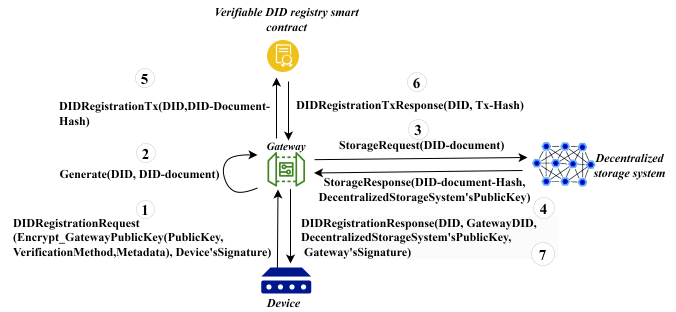 Verifiable DID registry smart
contract
5
6
DIDRegistrationTx(DID,DID-Document-
Hash)
DIDRegistrationTxResponse(DID, Tx-Hash)
3
2
Gateway
StorageRequest(DID-document)
Generate(DID, DID-document)
Decentralized
storage system
StorageResponse(DID-document-Hash,
DecentralizedStorageSystem'sPublicKey)
1
4
DIDRegistrationRequest
(Encrypt_GatewayPublicKey(PublicKey,
VerificationMethod,Metadata), Device'sSignature)
DIDRegistrationResponse(DID, GatewayDID,
DecentralizedStorageSystem'sPublicKey,
Gateway'sSignature)
7
Device